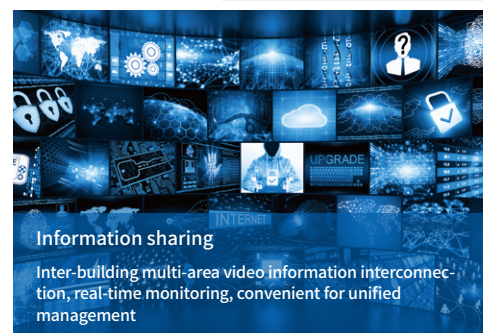 UPGRADE
INTERNET
Information sharing
Inter-building multi-area video information interconnec-
tion, real-time monitoring, convenient for unified
management